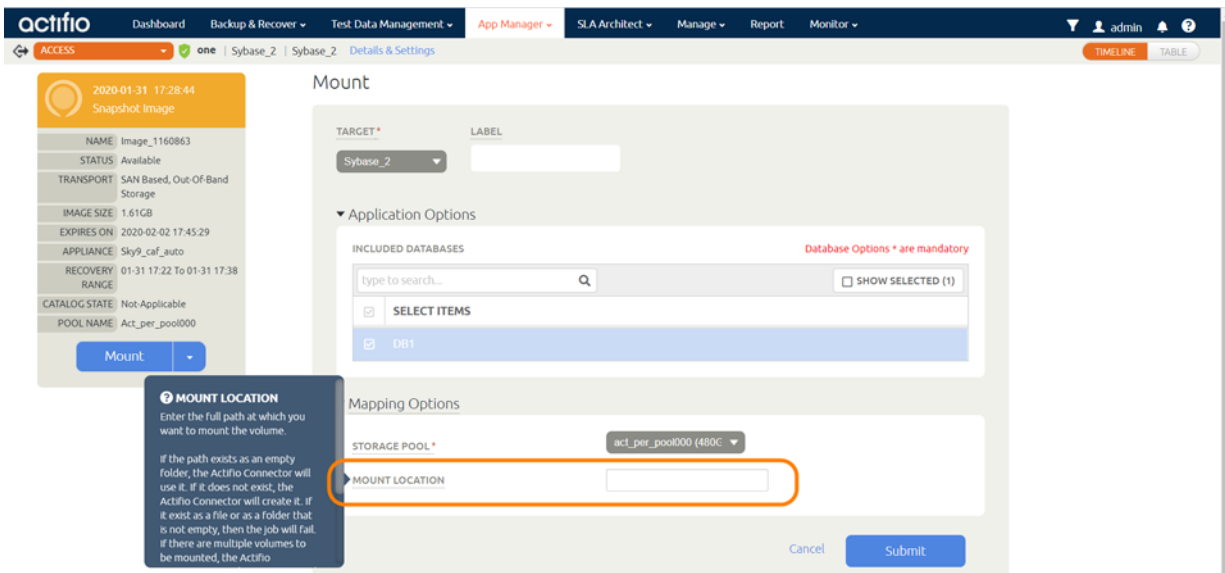 actifio Dashboard Backup & Recover Test Data Management App Manager SLA Architect Manage Report Monitor admin
ACCESS one | Sybase_2 | Sybase_2 Details & Settings TIMELINE TABLE
2020-01-31 17:28:44
Snapshot Image
NAME Image_1160863
STATUS Available
TRANSPORT SAN Based, Out-Of-Band
Storage
IMAGE SIZE 1.61GB
EXPIRES ON 2020-02-02 17:45:29
APPLIANCE Sky9_caf_auto
RECOVERY 01-31 17:22 To 01-31 17:38
RANGE
CATALOG STATE Not-Applicable
POOL NAME Act_per_pool000
Mount
Mount
TARGET* LABEL
Sybase_2
Application Options
INCLUDED DATABASES Database Options * are mandatory
type to search... SHOW SELECTED (1)
SELECT ITEMS
DB1
Mapping Options
STORAGE POOL* act_per_pool000 (480G
MOUNT LOCATION
Cancel Submit
? MOUNT LOCATION
Enter the full path at which you
want to mount the volume.
If the path exists as an empty
folder, the Actifio Connector will
use it. If it does not exist, the
Actifio Connector will create it. If
it exist as a file or as a folder that
is not empty, then the job will fail.
If there are multiple volumes to
be mounted, the Actifio